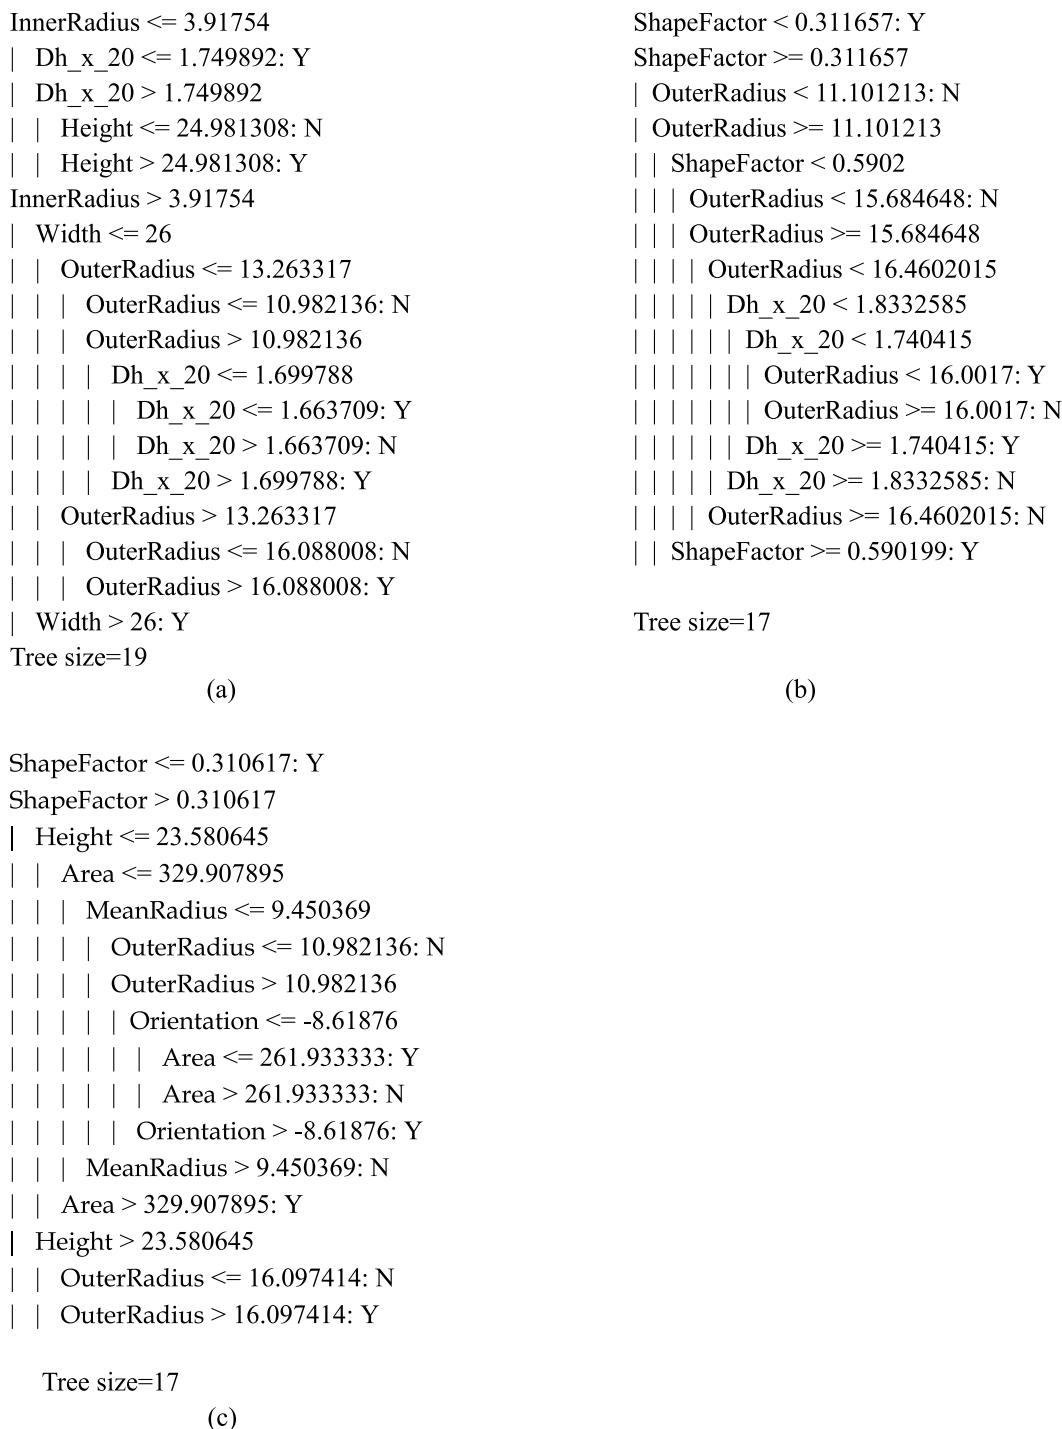 InnerRadius <= 3.91754
| Dh_x_20 <= 1.749892: Y
| Dh_x_20 > 1.749892
| | Height <= 24.981308: N
| | Height > 24.981308: Y
InnerRadius > 3.91754
| Width <= 26
| | OuterRadius <= 13.263317
| | | OuterRadius <= 10.982136: N
| | | OuterRadius > 10.982136
| | | | Dh_x_20 <= 1.699788
| | | | | Dh_x_20 <= 1.663709: Y
| | | | | Dh_x_20 > 1.663709: N
| | | | Dh_x_20 > 1.699788: Y
| | OuterRadius > 13.263317
| | | OuterRadius <= 16.088008: N
| | | OuterRadius > 16.088008: Y
| Width > 26: Y
Tree size=19
(a)
ShapeFactor < 0.311657: Y
ShapeFactor >= 0.311657
| OuterRadius < 11.101213: N
| OuterRadius >= 11.101213
| | ShapeFactor < 0.5902
| | | OuterRadius < 15.684648: N
| | | OuterRadius >= 15.684648
| | | | OuterRadius < 16.4602015
| | | | | Dh_x_20 < 1.8332585
| | | | | | Dh_x_20 < 1.740415
| | | | | | | OuterRadius < 16.0017: Y
| | | | | | | OuterRadius >= 16.0017: N
| | | | | | Dh_x_20 >= 1.740415: Y
| | | | | Dh_x_20 >= 1.8332585: N
| | | | OuterRadius >= 16.4602015: N
| | ShapeFactor >= 0.590199: Y
Tree size=17
(b)
ShapeFactor <= 0.310617: Y
ShapeFactor > 0.310617
| Height <= 23.580645
| | Area <= 329.907895
| | | MeanRadius <= 9.450369
| | | | OuterRadius <= 10.982136: N
| | | | OuterRadius > 10.982136
| | | | | Orientation <= -8.61876
| | | | | | Area <= 261.933333: Y
| | | | | | Area > 261.933333: N
| | | | | Orientation > -8.61876: Y
| | | MeanRadius > 9.450369: N
| | Area > 329.907895: Y
| Height > 23.580645
| | OuterRadius <= 16.097414: N
| | OuterRadius > 16.097414: Y
Tree size=17
(c)